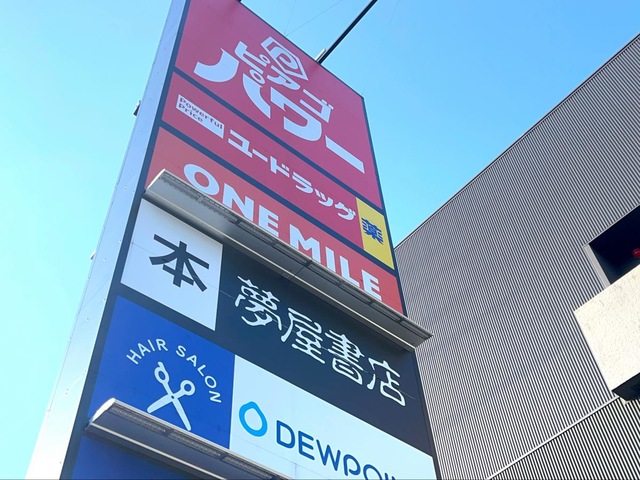 ピアゴ
パワー
Powerful
Price
ユードラッグ
薬
ONE MILE
本
夢屋書店
HAIR SALON